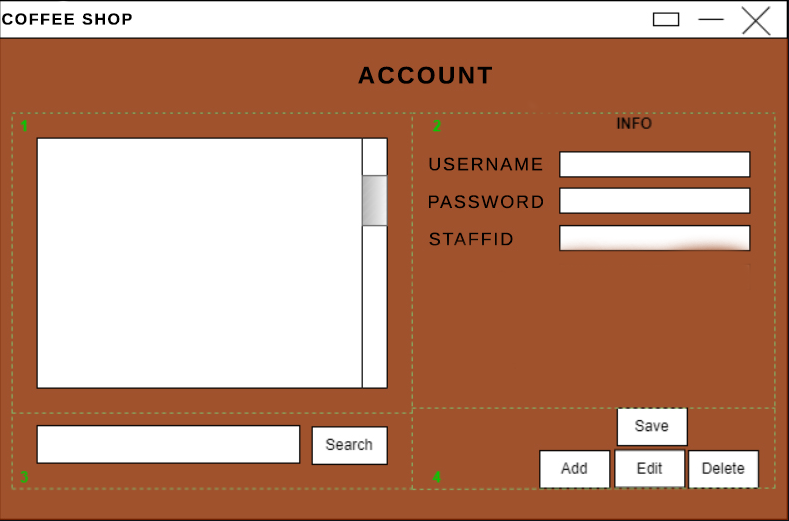 COFFEE SHOP
ACCOUNT
1
2
INFO
USERNAME
PASSWORD
STAFFID
Search
3
Save
Add Edit Delete
4